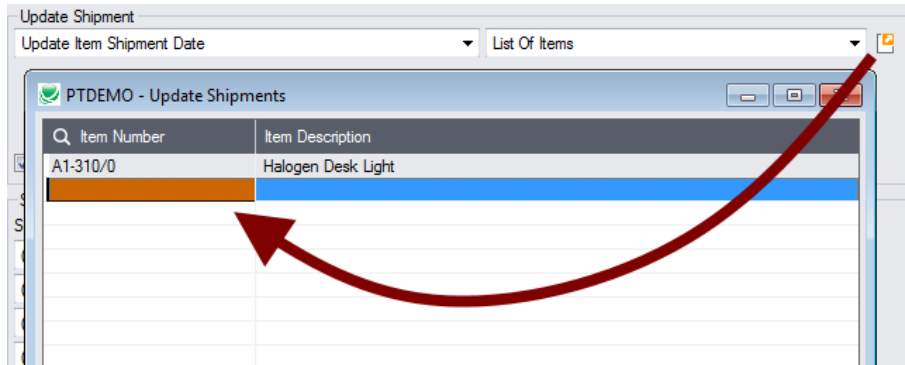 Update Shipment
Update Item Shipment Date List Of Items
PTDEMO - Update Shipments
Item Number Item Description
A1-310/0 Halogen Desk Light